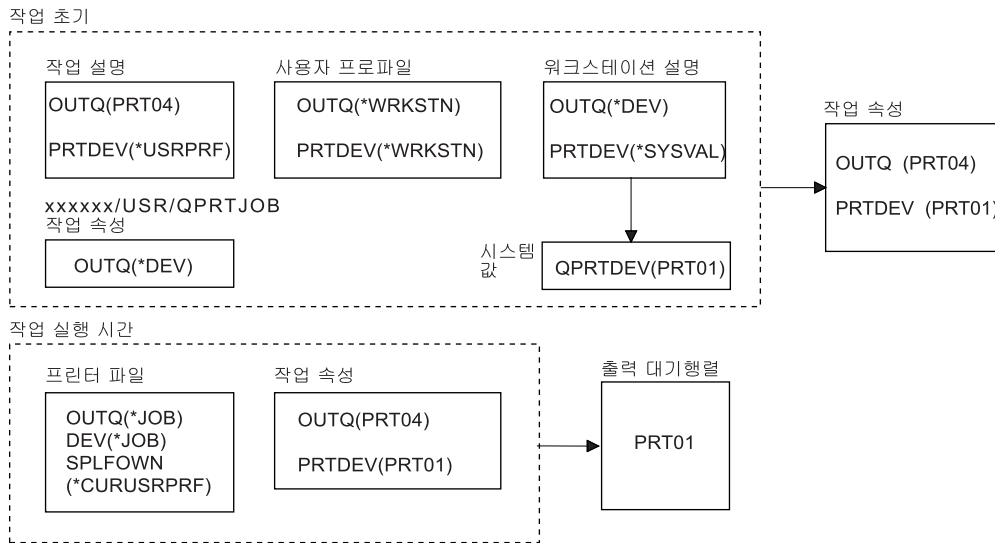 작업 초기
작업 설명
OUTQ(PRT04)
PRTDEV(*USRPRF)
사용자 프로파일
OUTQ(*WRKSTN)
PRTDEV(*WRKSTN)
워크스테이션 설명
OUTQ(*DEV)
PRTDEV(*SYSVAL)
작업 속성
OUTQ (PRT04)
PRTDEV (PRT01)
xxxxxx/USR/QPRTJOB
작업 속성
OUTQ(*DEV)
시스템
값
QPRTDEV(PRT01)
작업 실행 시간
프린터 파일
OUTQ(*JOB)
DEV(*JOB)
SPLFOWN
(*CURUSRPRF)
작업 속성
OUTQ(PRT04)
PRTDEV(PRT01)
출력 대기행렬
PRT01